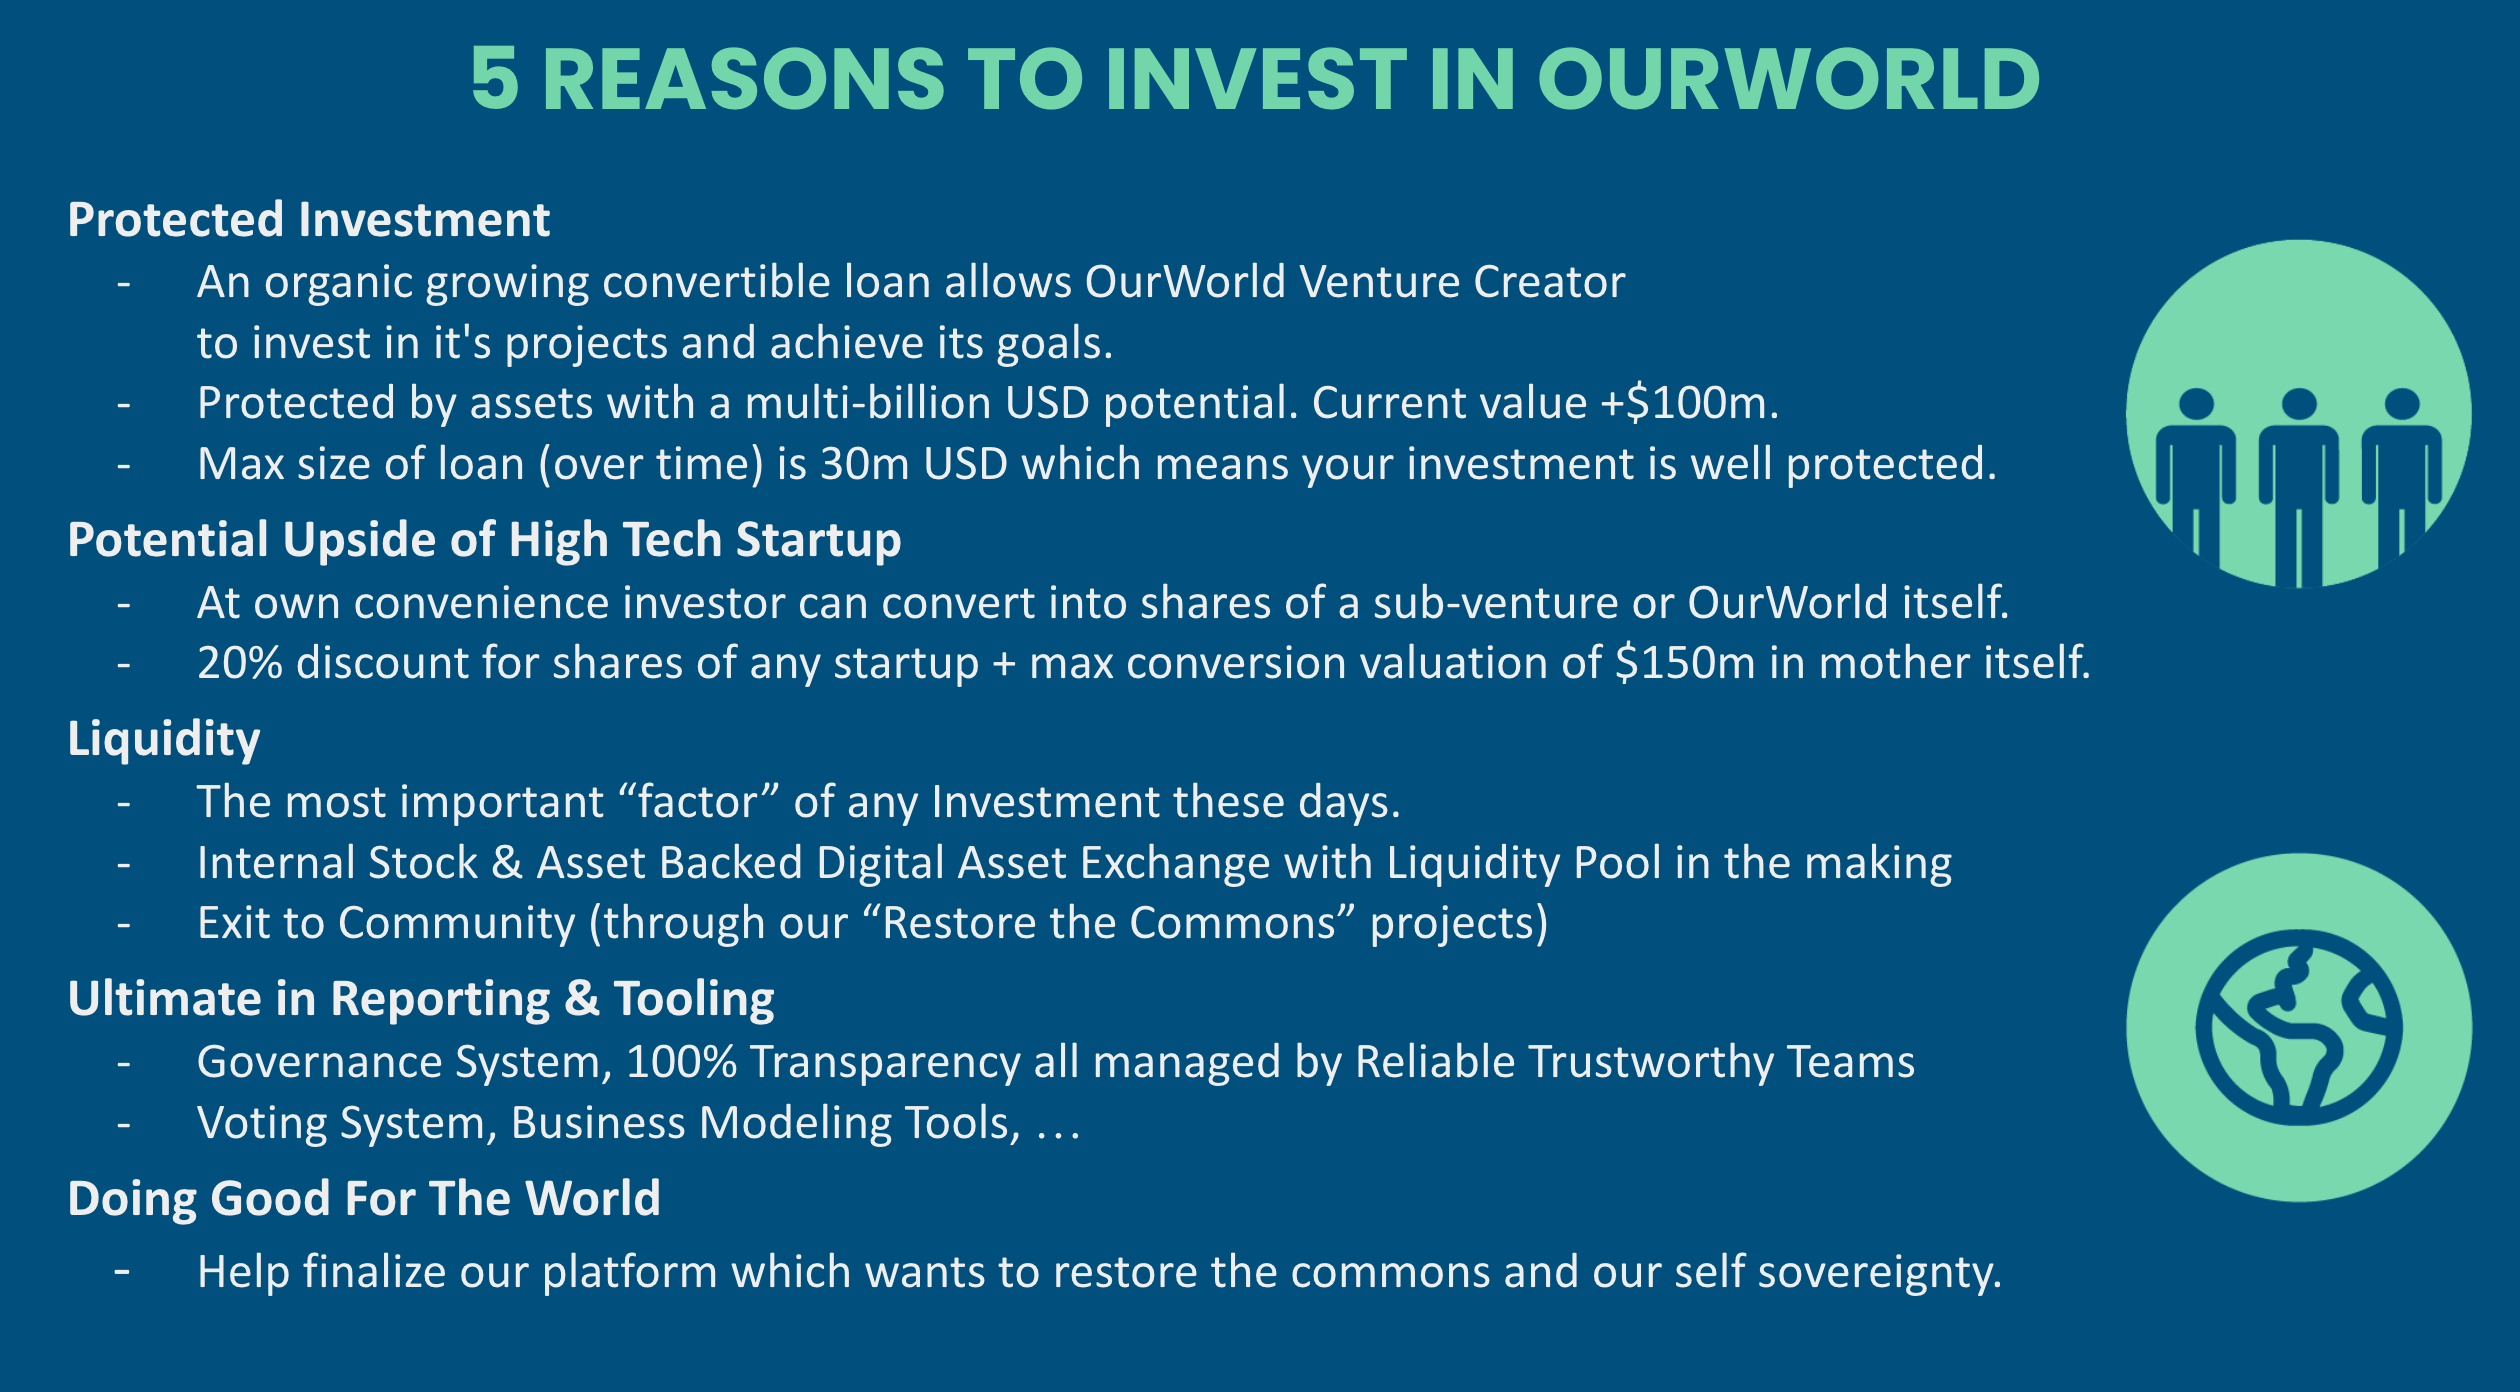 5 REASONS TO INVEST IN OURWORLD
Protected Investment
- An organic growing convertible loan allows OurWorld Venture Creator
to invest in it's projects and achieve its goals.
- Protected by assets with a multi-billion USD potential. Current value +$100m.
- Max size of loan (over time) is 30m USD which means your investment is well protected.
Potential Upside of High Tech Startup
- At own convenience investor can convert into shares of a sub-venture or OurWorld itself.
- 20% discount for shares of any startup + max conversion valuation of $150m in mother itself.
Liquidity
- The most important “factor” of any Investment these days.
- Internal Stock & Asset Backed Digital Asset Exchange with Liquidity Pool in the making
- Exit to Community (through our “Restore the Commons” projects)
Ultimate in Reporting & Tooling
- Governance System, 100% Transparency all managed by Reliable Trustworthy Teams
- Voting System, Business Modeling Tools, …
Doing Good For The World
- Help finalize our platform which wants to restore the commons and our self sovereignty.